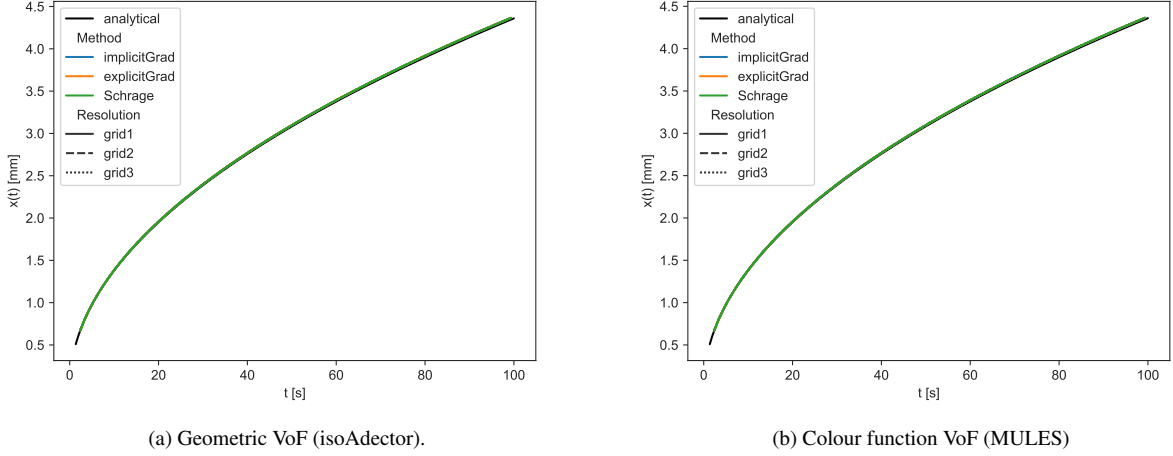 4.5
4.0
3.5
3.0
2.5
2.0
1.5
1.0
0.5
x(t) [mm]
analytical
Method
implicitGrad
explicitGrad
Schrage
Resolution
grid1
grid2
grid3
0 20 40 60 80 100
t [s]
(a) Geometric VoF (isoAdector).
4.5
4.0
3.5
3.0
2.5
2.0
1.5
1.0
0.5
x(t) [mm]
analytical
Method
implicitGrad
explicitGrad
Schrage
Resolution
grid1
grid2
grid3
0 20 40 60 80 100
t [s]
(b) Colour function VoF (MULES)